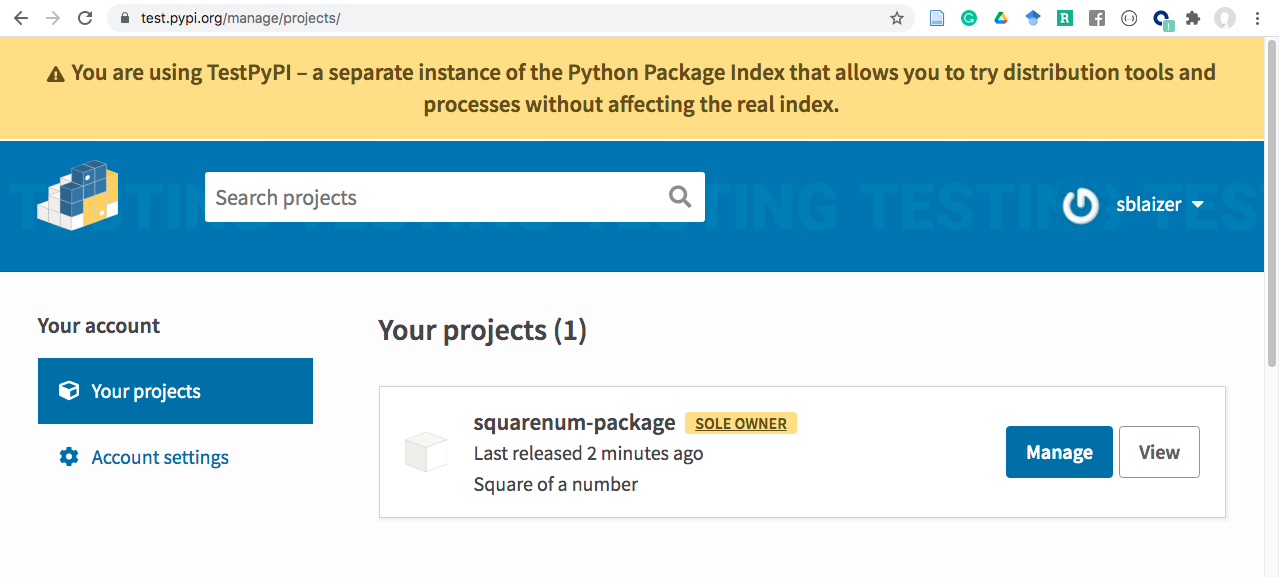 test.pypi.org/manage/projects/
You are using TestPyPI – a separate instance of the Python Package Index that allows you to try distribution tools and
processes without affecting the real index.
Search projects
TESTING TESTING
sblaizer
Your account
Your projects
Account settings
Your projects (1)
squarenum-package SOLE OWNER
Last released 2 minutes ago
Square of a number
Manage
View